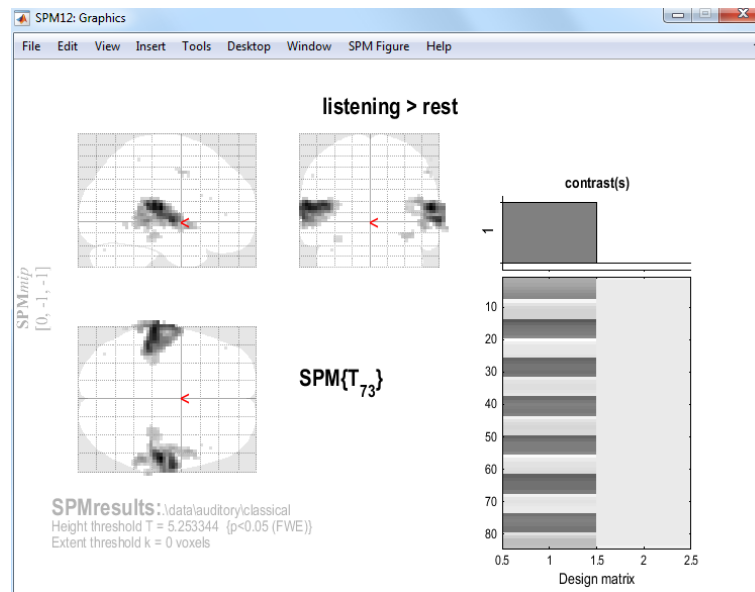 SPM12: Graphics
File Edit View Insert Tools Desktop Window SPM Figure Help
listening > rest
SPMmip
[0, -1, -1]
<
<
<
SPM{T73}
SPMresults:.\data\auditory\classical
Height threshold T = 5.253344 {p<0.05 (FWE)}
Extent threshold k = 0 voxels
contrast(s)
1
10
20
30
40
50
60
70
80
0.5 1 1.5 2 2.5
Design matrix